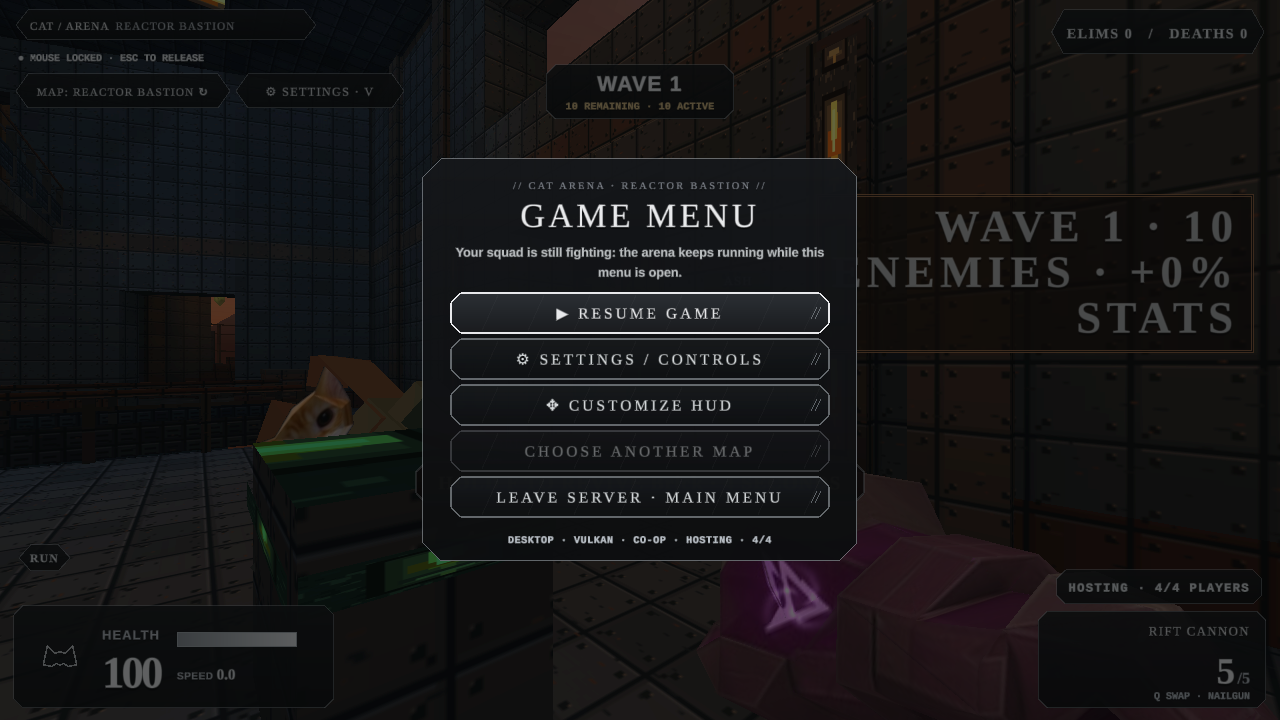 CAT / ARENA REACTOR BASTION
● MOUSE LOCKED · ESC TO RELEASE
MAP: REACTOR BASTION ↻
⚙ SETTINGS · V
WAVE 1
10 REMAINING · 10 ACTIVE
ELIMS 0 / DEATHS 0
WAVE 1 · 10
ENEMIES · +0%
STATS
// CAT ARENA · REACTOR BASTION //
GAME MENU
Your squad is still fighting: the arena keeps running while this
menu is open.
▶ RESUME GAME //
⚙ SETTINGS / CONTROLS //
✥ CUSTOMIZE HUD //
CHOOSE ANOTHER MAP //
LEAVE SERVER · MAIN MENU //
DESKTOP · VULKAN · CO-OP · HOSTING · 4/4
RUN
HEALTH
100
SPEED 0.0
HOSTING · 4/4 PLAYERS
RIFT CANNON
5/5
Q SWAP · NAILGUN